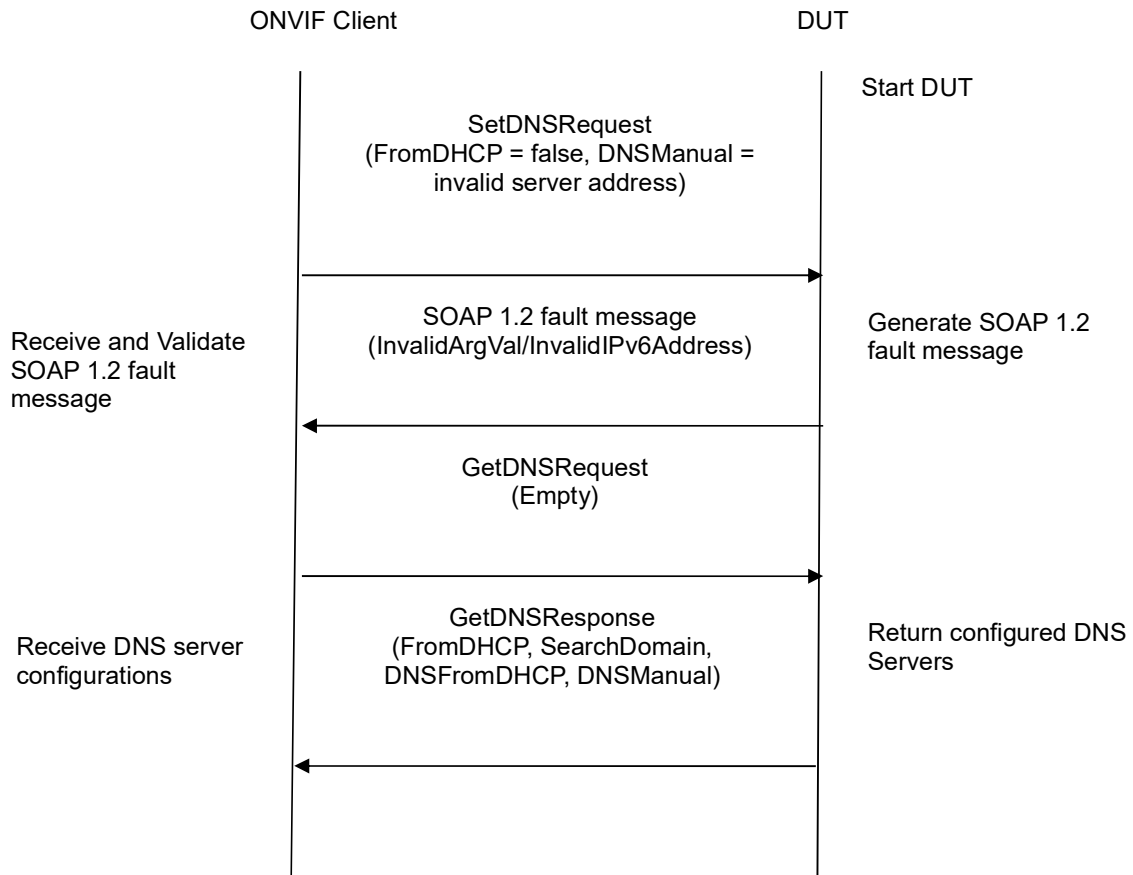 ONVIF Client
DUT
Start DUT
SetDNSRequest
(FromDHCP = false, DNSManual =
invalid server address)
SOAP 1.2 fault message
(InvalidArgVal/InvalidIPv6Address)
Generate SOAP 1.2
fault message
Receive and Validate
SOAP 1.2 fault
message
GetDNSRequest
(Empty)
GetDNSResponse
(FromDHCP, SearchDomain,
DNSFromDHCP, DNSManual)
Return configured DNS
Servers
Receive DNS server
configurations